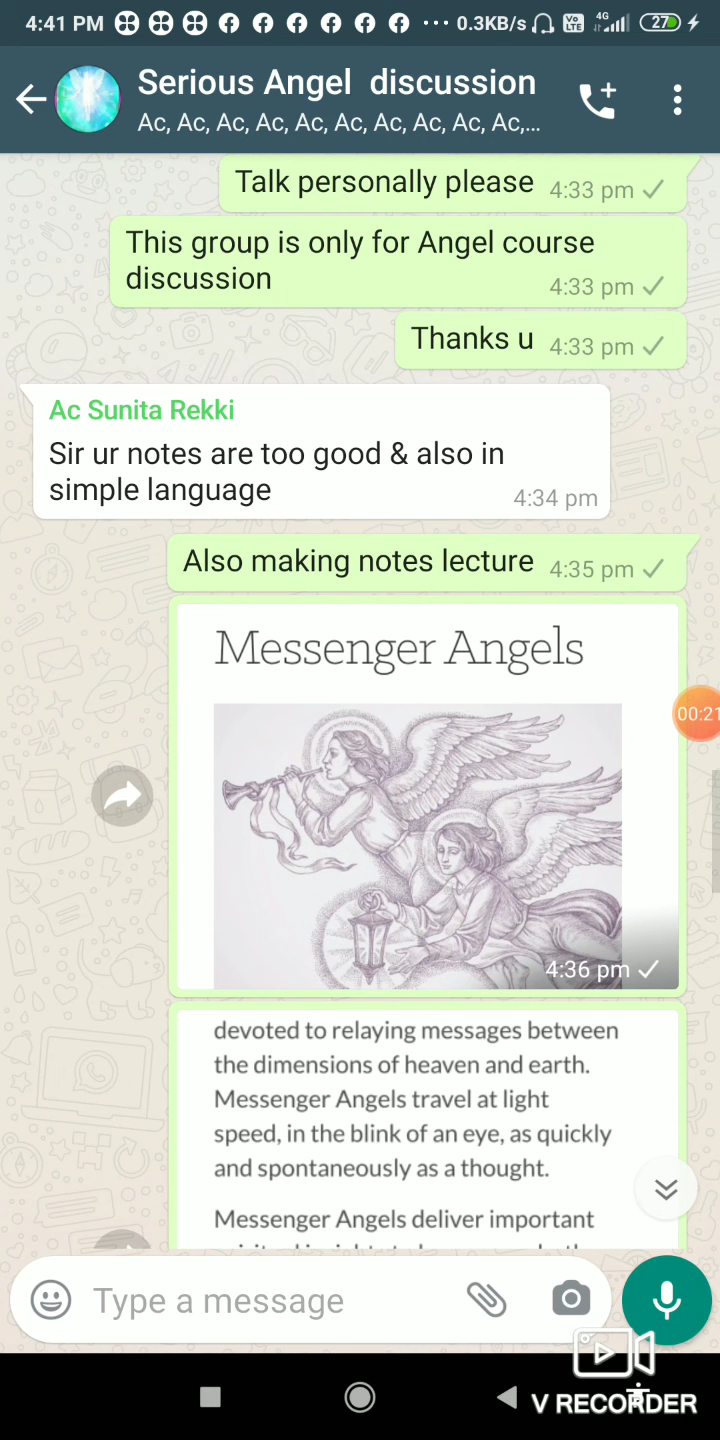 4:41 PM ... 0.3KB/s Vo LTE 4G 27
Serious Angel discussion
Ac, Ac, Ac, Ac, Ac, Ac, Ac, Ac, Ac, Ac,...
Talk personally please 4:33 pm
This group is only for Angel course
discussion 4:33 pm
Thanks u 4:33 pm
Ac Sunita Rekki
Sir ur notes are too good & also in
simple language 4:34 pm
Also making notes lecture 4:35 pm
Messenger Angels
00:21
4:36 pm
devoted to relaying messages between
the dimensions of heaven and earth.
Messenger Angels travel at light
speed, in the blink of an eye, as quickly
and spontaneously as a thought.
Messenger Angels deliver important
Type a message
V RECORDER